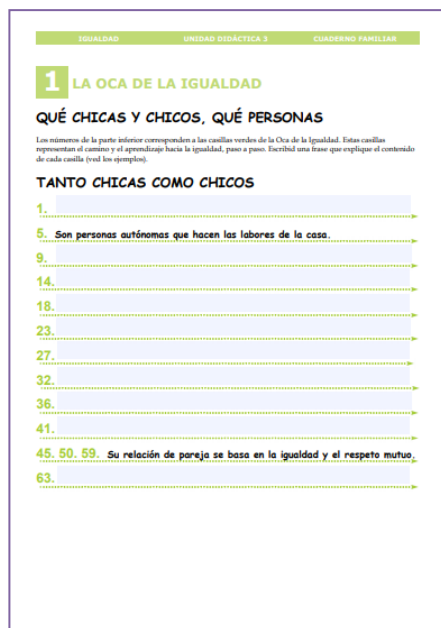 IGUALDAD UNIDAD DIDÁCTICA 3 CUADERNO FAMILIAR
1 LA OCA DE LA IGUALDAD
QUÉ CHICAS Y CHICOS, QUÉ PERSONAS
Los números de la parte inferior corresponden a las casillas verdes de la Oca de la Igualdad. Estas casillas
representan el camino y el aprendizaje hacia la igualdad, paso a paso. Escribid una frase que explique el contenido
de cada casilla (ved los ejemplos).
TANTO CHICAS COMO CHICOS
1.
5. Son personas autónomas que hacen las labores de la casa.
9.
14.
18.
23.
27.
32.
36.
41.
45. 50. 59. Su relación de pareja se basa en la igualdad y el respeto mutuo.
63.